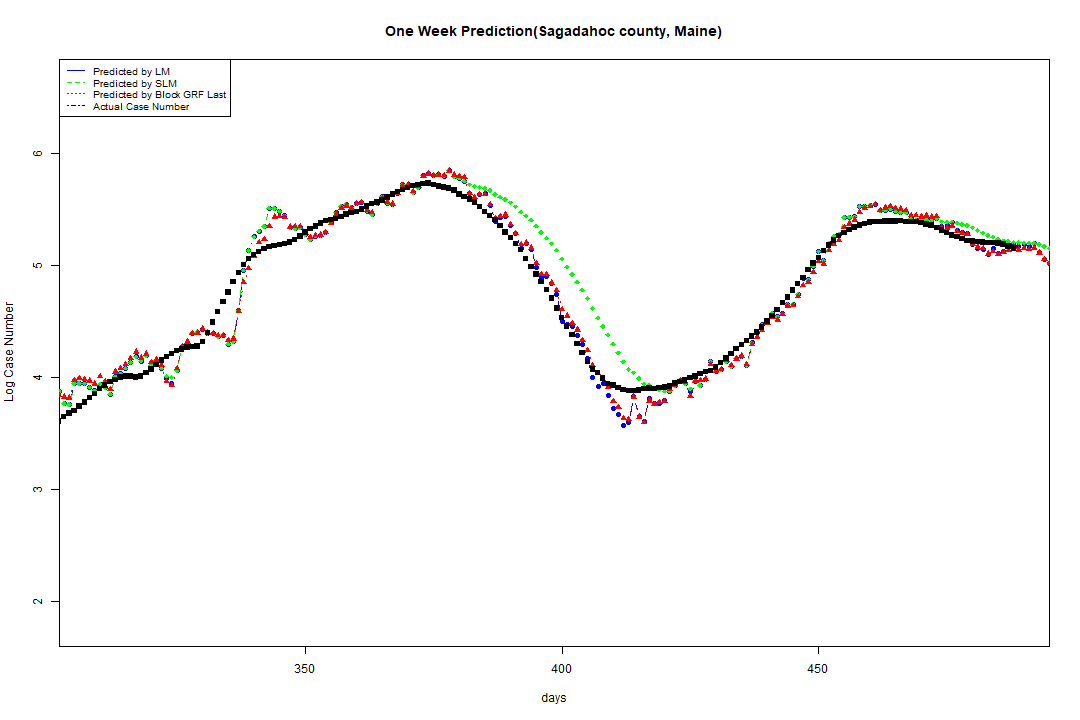 One Week Prediction(Sagadahoc county, Maine)
Predicted by LM
Predicted by SLM
Predicted by Block GRF Last
Actual Case Number
6
5
4
3
2
Log Case Number
350 400 450
days